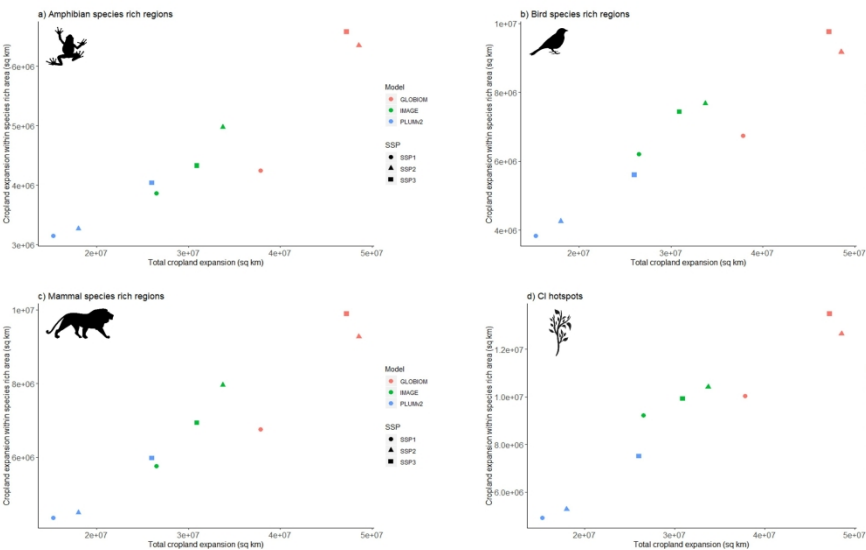 a) Amphibian species rich regions
Cropland expansion within species rich area (sq km)
6e+06
5e+06
4e+06
3e+06
2e+07
3e+07
4e+07
5e+07
Total cropland expansion (sq km)
Model
GLOBIOM
IMAGE
PLUMv2
SSP
SSP1
SSP2
SSP3
b) Bird species rich regions
Cropland expansion within species rich area (sq km)
1e+07
8e+06
6e+06
4e+06
2e+07
3e+07
4e+07
5e+07
Total cropland expansion (sq km)
c) Mammal species rich regions
Cropland expansion within species rich area (sq km)
1e+07
8e+06
6e+06
2e+07
3e+07
4e+07
5e+07
Total cropland expansion (sq km)
Model
GLOBIOM
IMAGE
PLUMv2
SSP
SSP1
SSP2
SSP3
d) CI hotspots
Cropland expansion within species rich area (sq km)
1.2e+07
1.0e+07
8.0e+06
6.0e+06
2e+07
3e+07
4e+07
5e+07
Total cropland expansion (sq km)